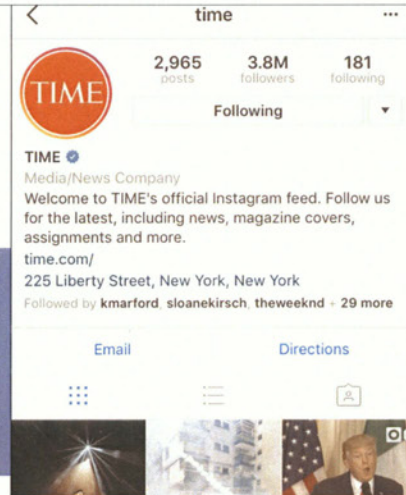 time
2,965 3.8M 181
posts followers following
TIME
Following
TIME
Media/News Company
Welcome to TIME's official Instagram feed. Follow us
for the latest, including news, magazine covers,
assignments and more.
time.com/
225 Liberty Street, New York, New York
Followed by kmarford, sloanekirsch, theweeknd + 29 more
Email Directions